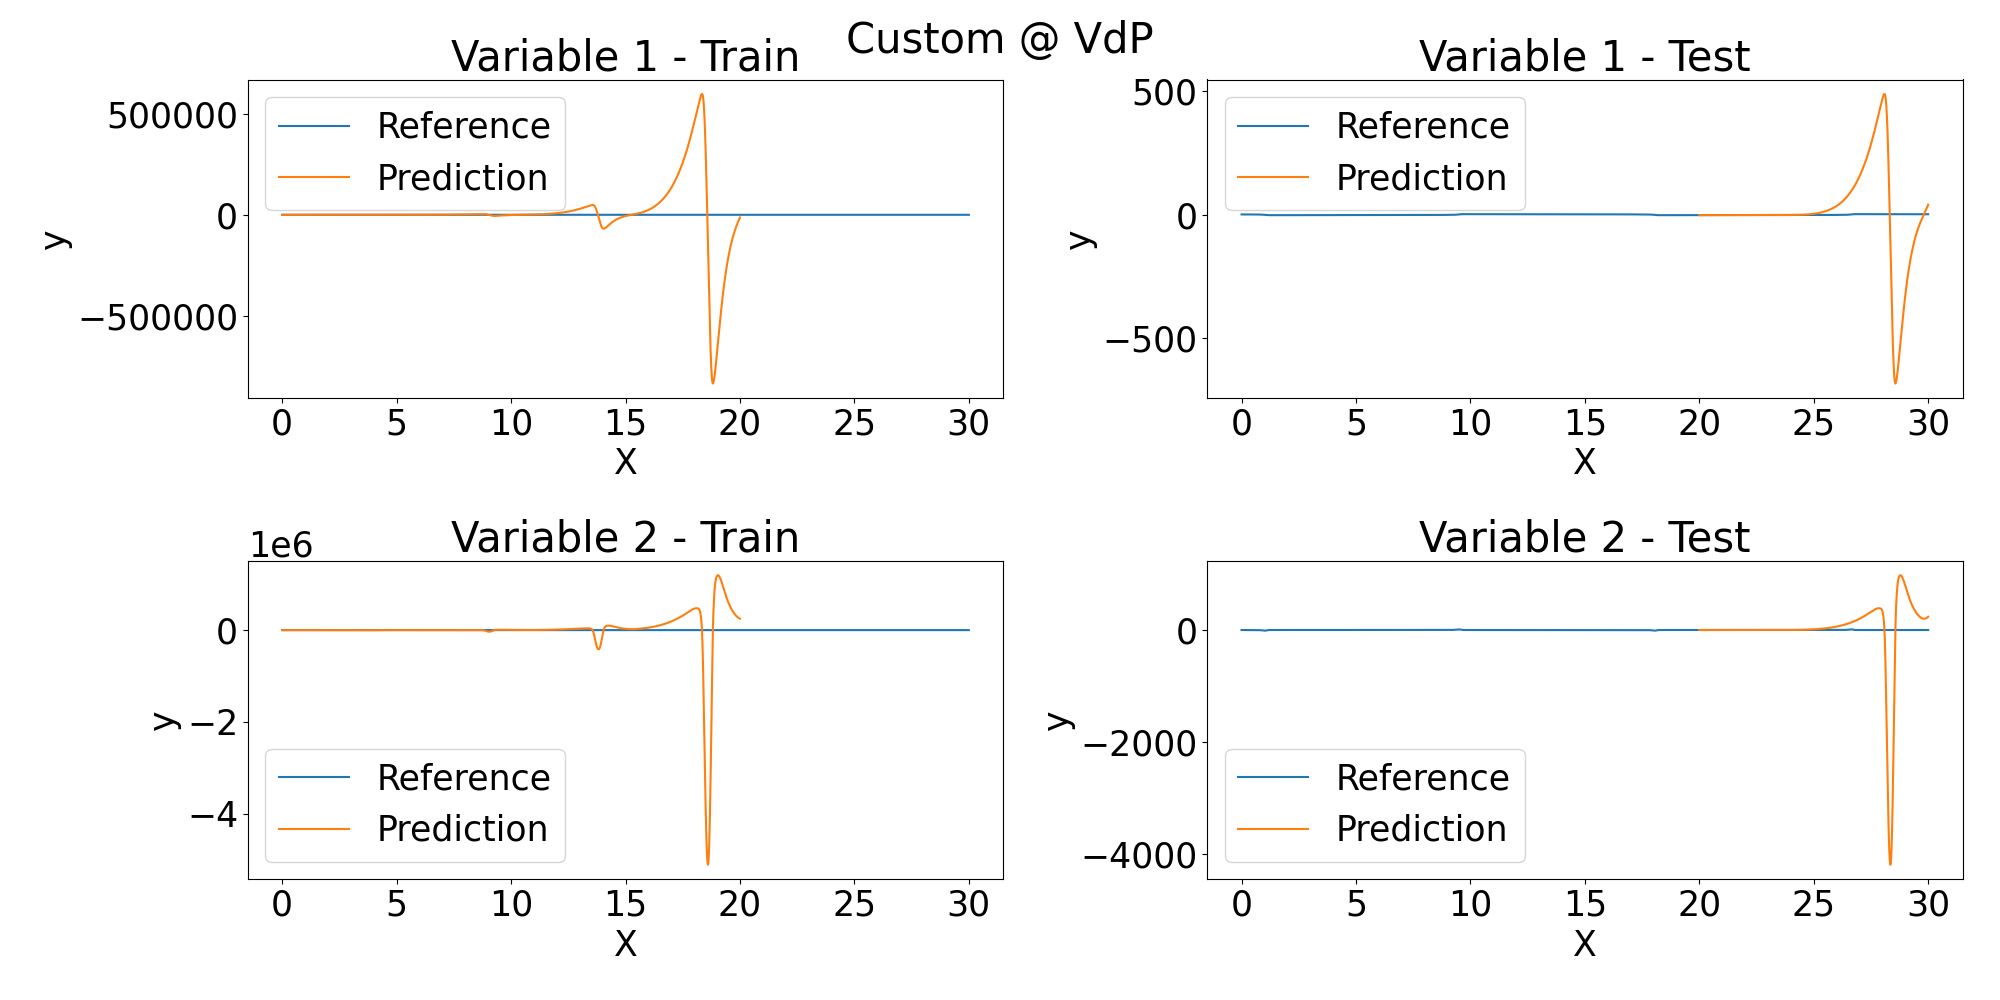 Custom @ VdP
Variable 1 - Train
500000
0
−500000
y
Reference
Prediction
0 5 10 15 20 25 30
X
Variable 1 - Test
500
0
−500
y
Reference
Prediction
0 5 10 15 20 25 30
X
Variable 2 - Train
1e6
0
−2
−4
y
Reference
Prediction
0 5 10 15 20 25 30
X
Variable 2 - Test
0
−2000
−4000
y
Reference
Prediction
0 5 10 15 20 25 30
X